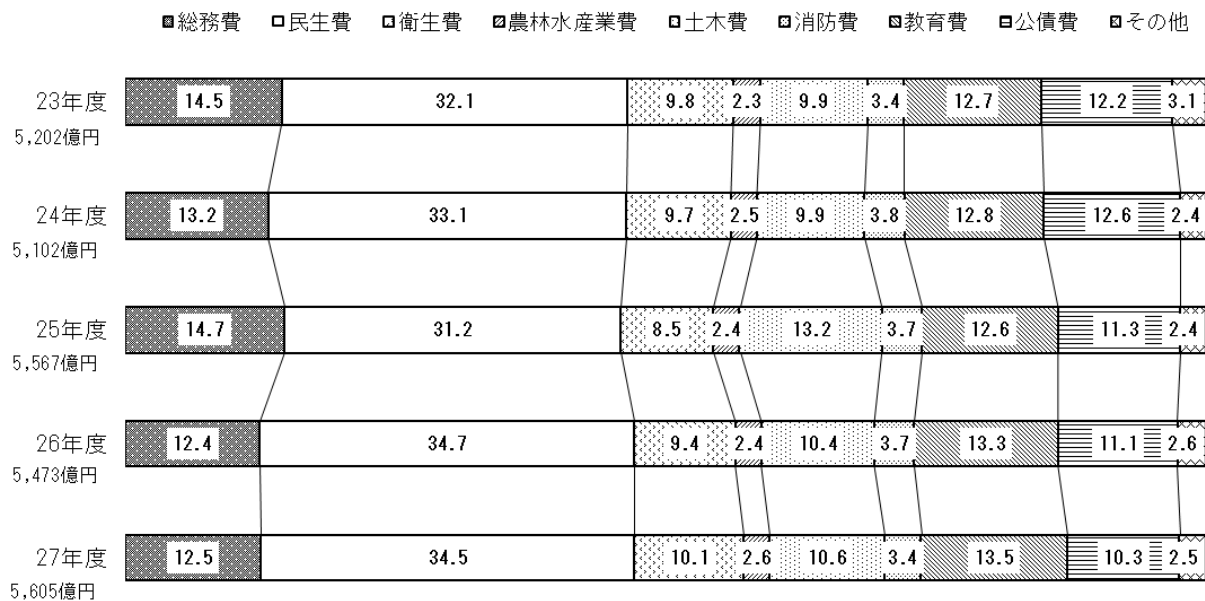 総務費 民生費 衛生費 農林水産業費 土木費 消防費 教育費 公債費 その他
23年度 14.5 32.1 9.8 2.3 9.9 3.4 12.7 12.2 3.1
5,202億円
24年度 13.2 33.1 9.7 2.5 9.9 3.8 12.8 12.6 2.4
5,102億円
25年度 14.7 31.2 8.5 2.4 13.2 3.7 12.6 11.3 2.4
5,567億円
26年度 12.4 34.7 9.4 2.4 10.4 3.7 13.3 11.1 2.6
5,473億円
27年度 12.5 34.5 10.1 2.6 10.6 3.4 13.5 10.3 2.5
5,605億円